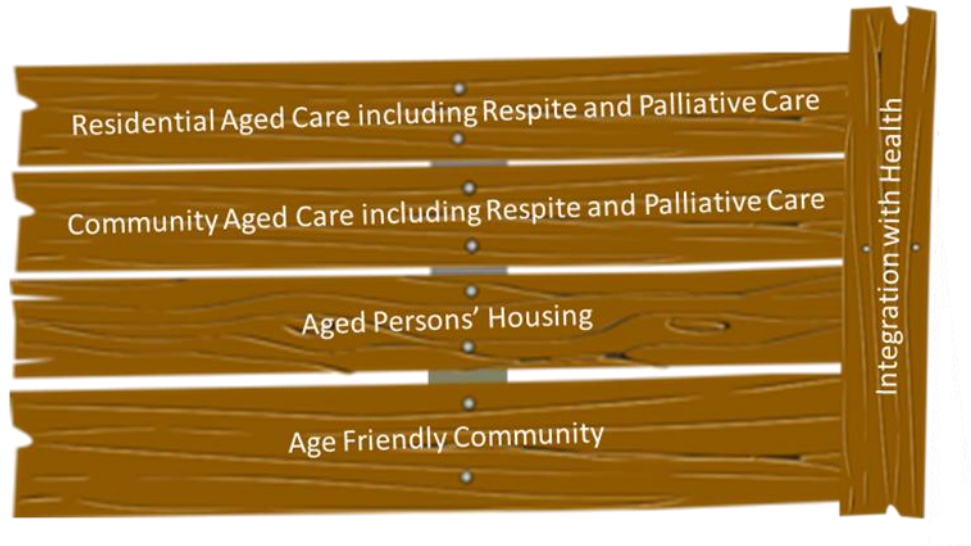 Residential Aged Care including Respite and Palliative Care
Community Aged Care including Respite and Palliative Care
Aged Persons’ Housing
Age Friendly Community
Integration with Health